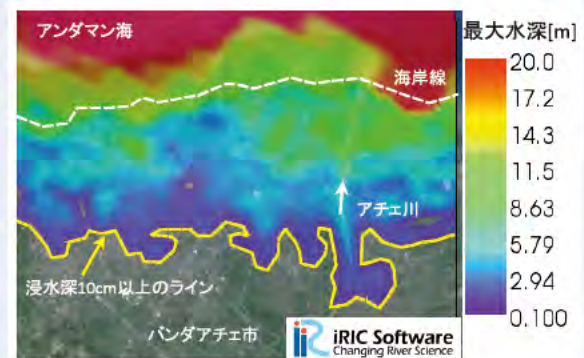 アンダマン海
最大水深[m]
海岸線
20.0
17.2
14.3
11.5
8.63
5.79
2.94
0.100
アチェ川
浸水深10cm以上のライン
バンダアチェ市
iRIC Software
Changing River Science